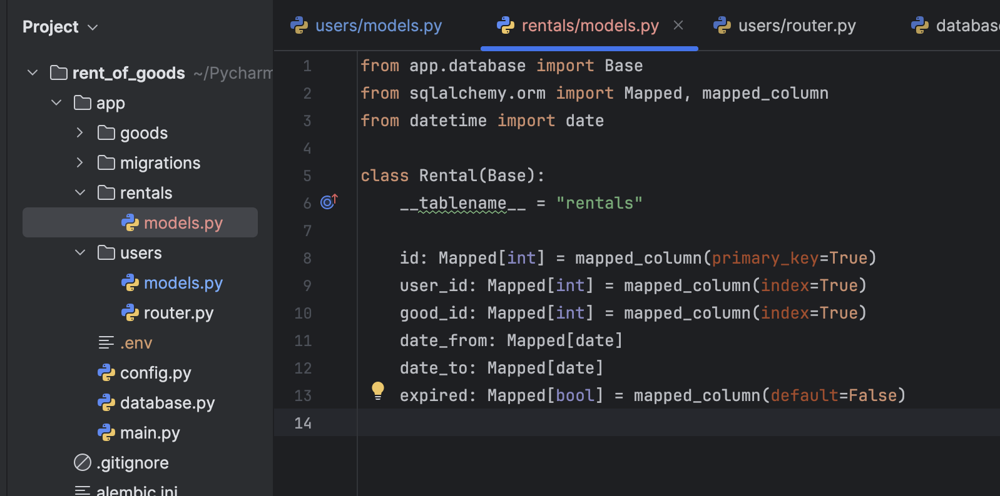 Project
rent_of_goods ~/Pycharm
app
goods
migrations
rentals
models.py
users
models.py
router.py
.env
config.py
database.py
main.py
.gitignore
alembic.ini
users/models.py rentals/models.py users/router.py databas
1 from app.database import Base
2 from sqlalchemy.orm import Mapped, mapped_column
3 from datetime import date
4
5 class Rental(Base):
6 __tablename__ = "rentals"
7
8 id: Mapped[int] = mapped_column(primary_key=True)
9 user_id: Mapped[int] = mapped_column(index=True)
10 good_id: Mapped[int] = mapped_column(index=True)
11 date_from: Mapped[date]
12 date_to: Mapped[date]
13 expired: Mapped[bool] = mapped_column(default=False)
14